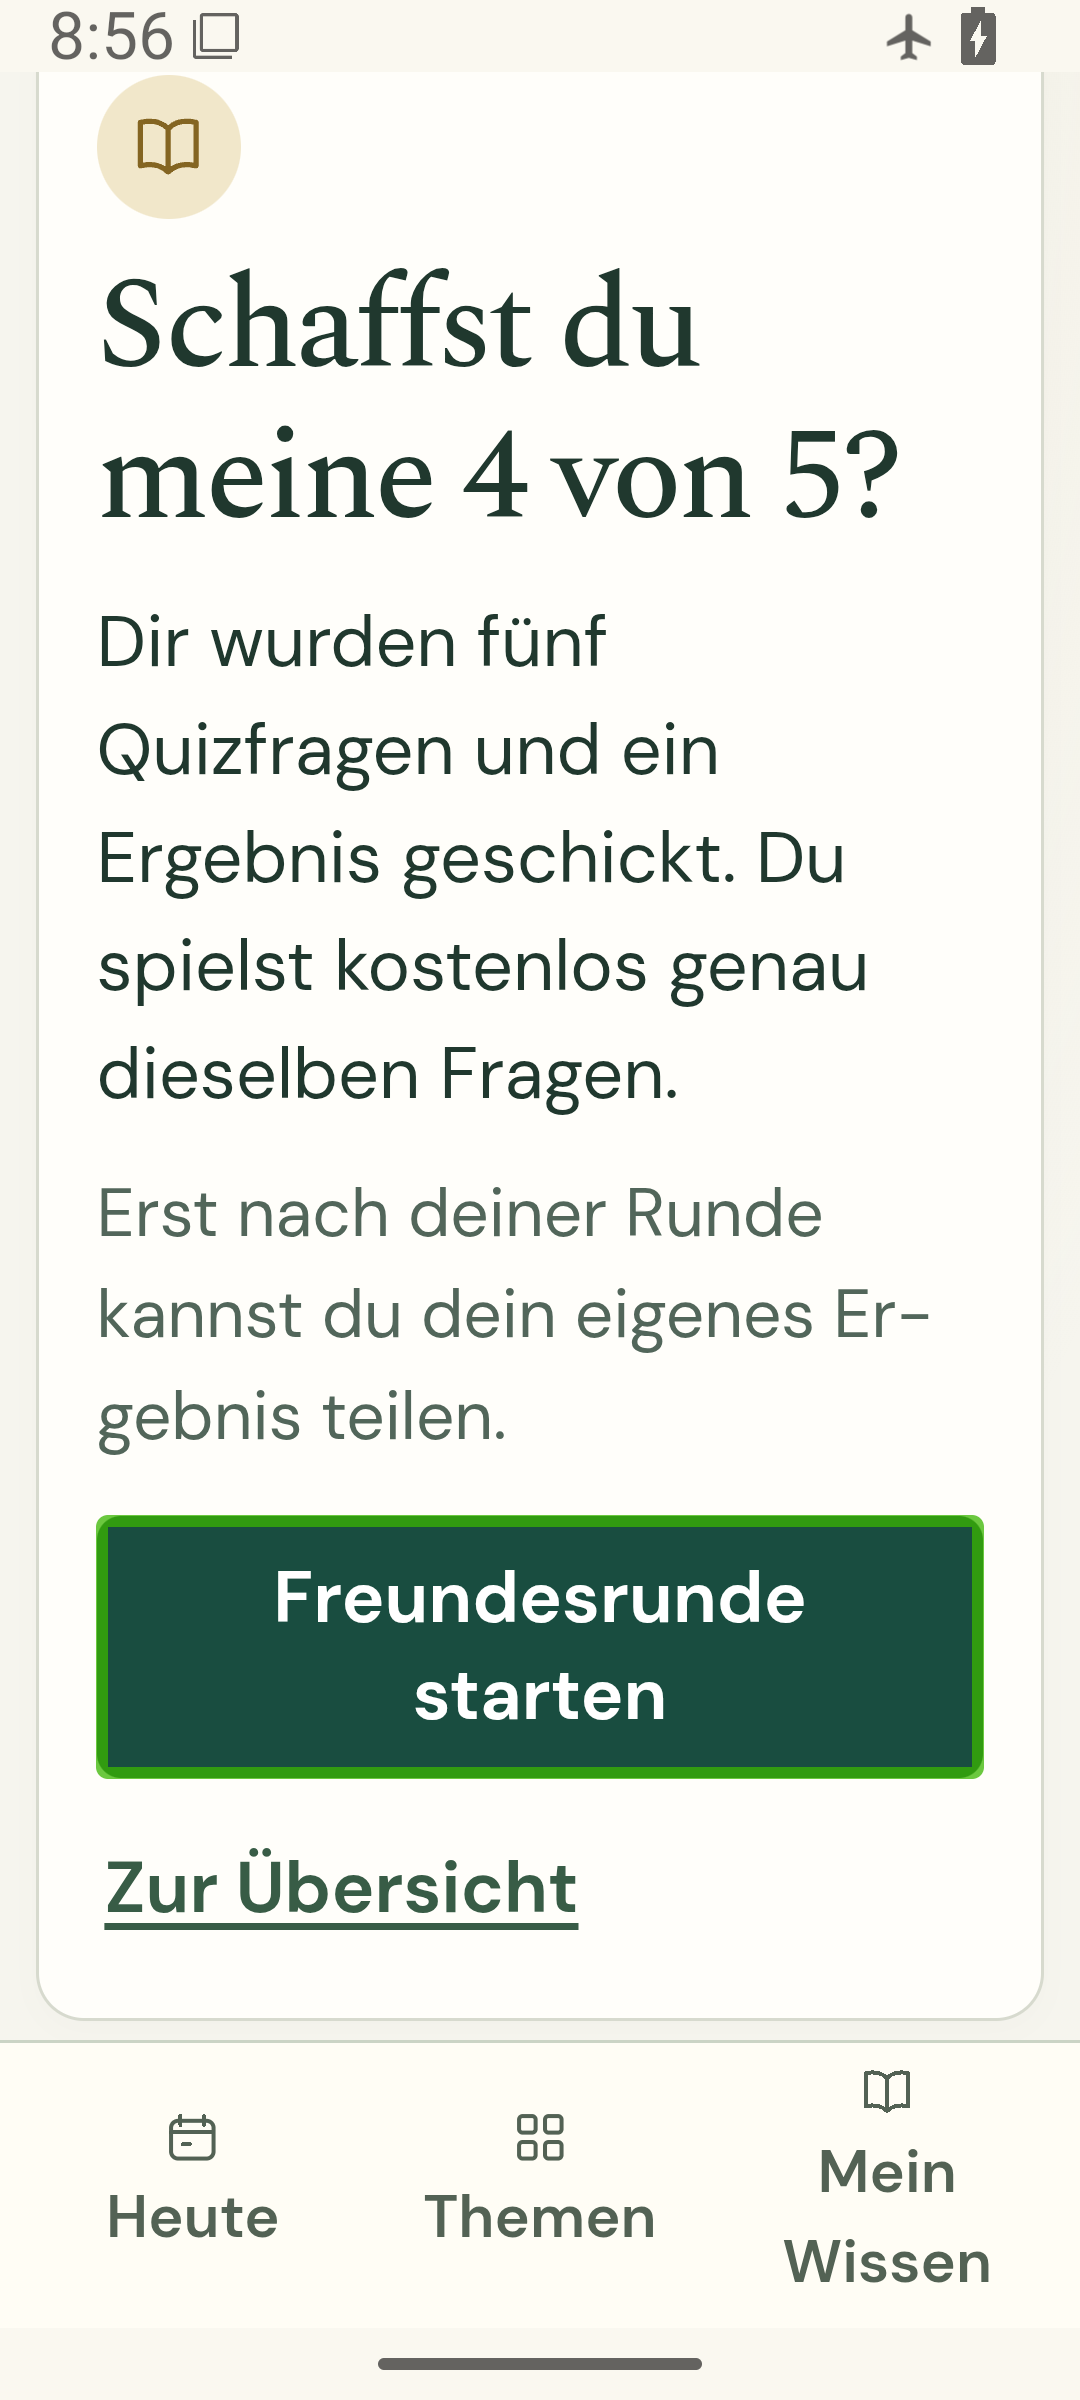 8:56
Schaffst du
meine 4 von 5?
Dir wurden fünf
Quizfragen und ein
Ergebnis geschickt. Du
spielst kostenlos genau
dieselben Fragen.
Erst nach deiner Runde
kannst du dein eigenes Er-
gebnis teilen.
Freundesrunde
starten
Zur Übersicht
Heute
Themen
Mein
Wissen